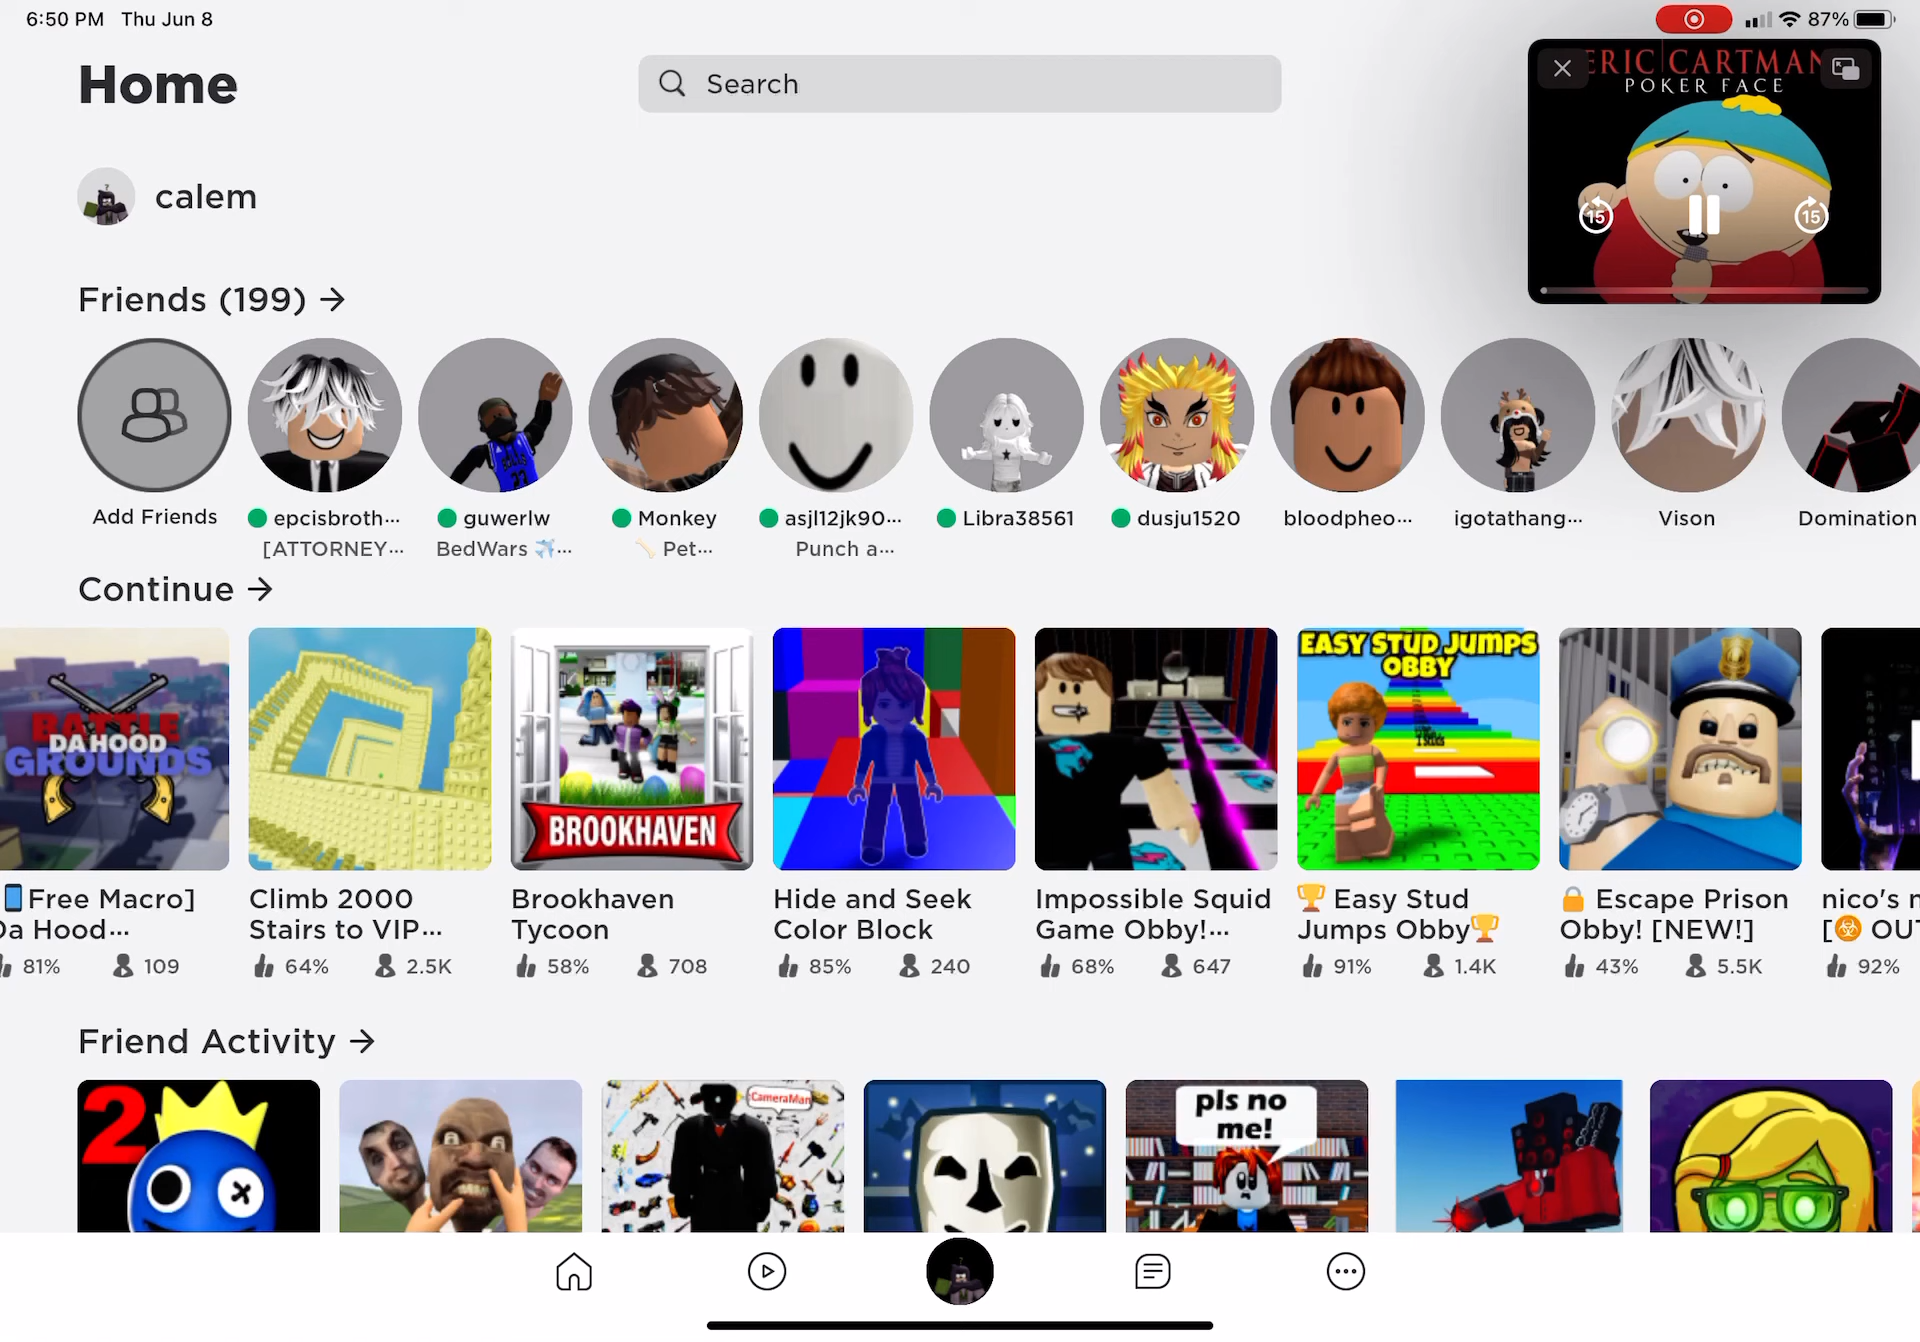 6:50 PM Thu Jun 8
87%
Home
Search
ERIC CARTMAN
POKER FACE
15
15
calem
Friends (199) →
Add Friends
epcisbroth...
guwerlw
Monkey
asjl12jk90...
Libra38561
dusju1520
bloodpheo...
igotathang...
Vison
Domination
[ATTORNEY...
BedWars ✈️...
🦴 Pet...
Punch a...
Continue →
BATTLE
DA HOOD
GROUNDS
BROOKHAVEN
EASY STUD JUMPS
OBBY
📱Free Macro]
Da Hood...
81% 109
Climb 2000
Stairs to VIP...
64% 2.5K
Brookhaven
Tycoon
58% 708
Hide and Seek
Color Block
85% 240
Impossible Squid
Game Obby!...
68% 647
🏆 Easy Stud
Jumps Obby🏆
91% 1.4K
🔒 Escape Prison
Obby! [NEW!]
43% 5.5K
nico's n
[☣ OUT
92%
Friend Activity →
2
CameraMan
pls no
me!